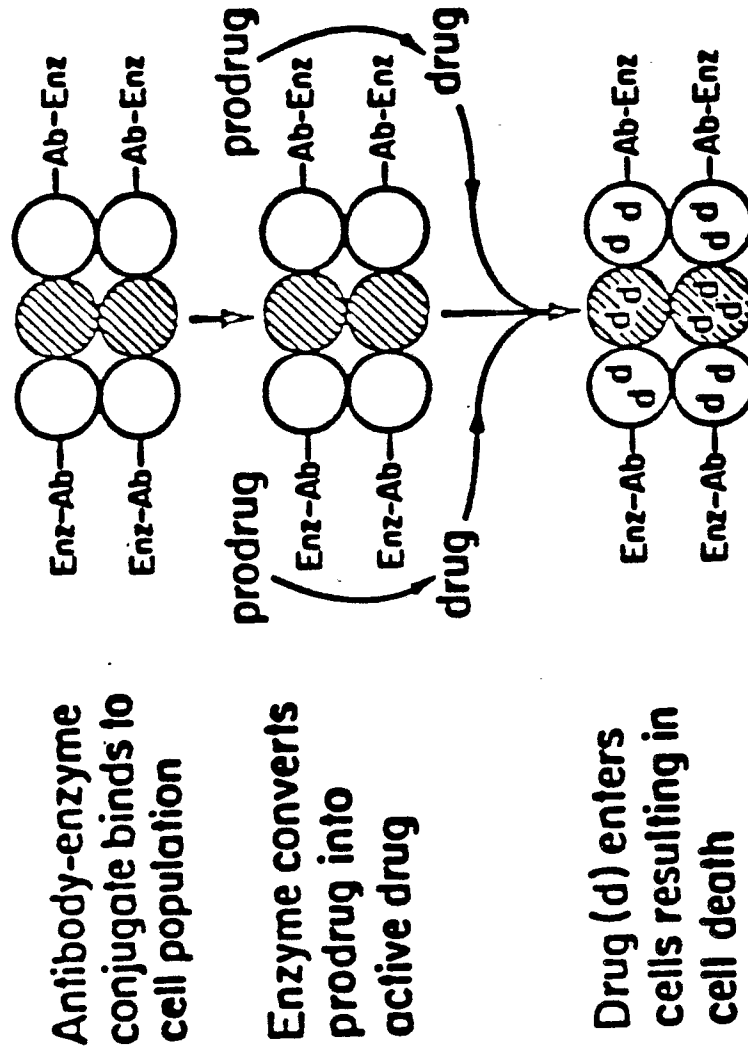 Antibody-enzyme
conjugate binds to
cell population
Enz-Ab Ab-Enz
Enz-Ab Ab-Enz
Enzyme converts
prodrug into
active drug
prodrug prodrug
Enz-Ab Ab-Enz
Enz-Ab Ab-Enz
drug drug
Drug (d) enters
cells resulting in
cell death
Enz-Ab d d d d d d Ab-Enz
Enz-Ab d d d d d d d Ab-Enz